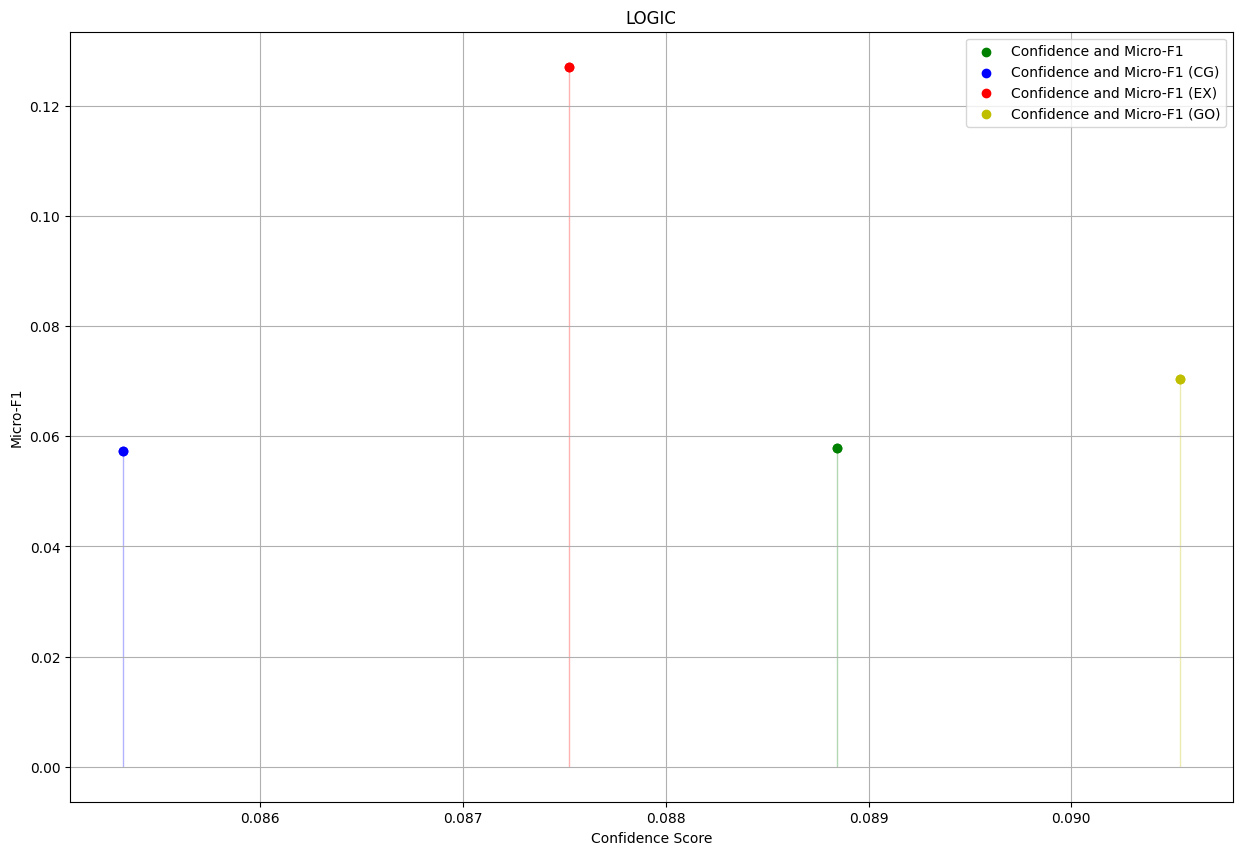 LOGIC
Confidence and Micro-F1
Confidence and Micro-F1 (CG)
Confidence and Micro-F1 (EX)
Confidence and Micro-F1 (GO)
Micro-F1
0.12
0.10
0.08
0.06
0.04
0.02
0.00
0.086 0.087 0.088 0.089 0.090
Confidence Score